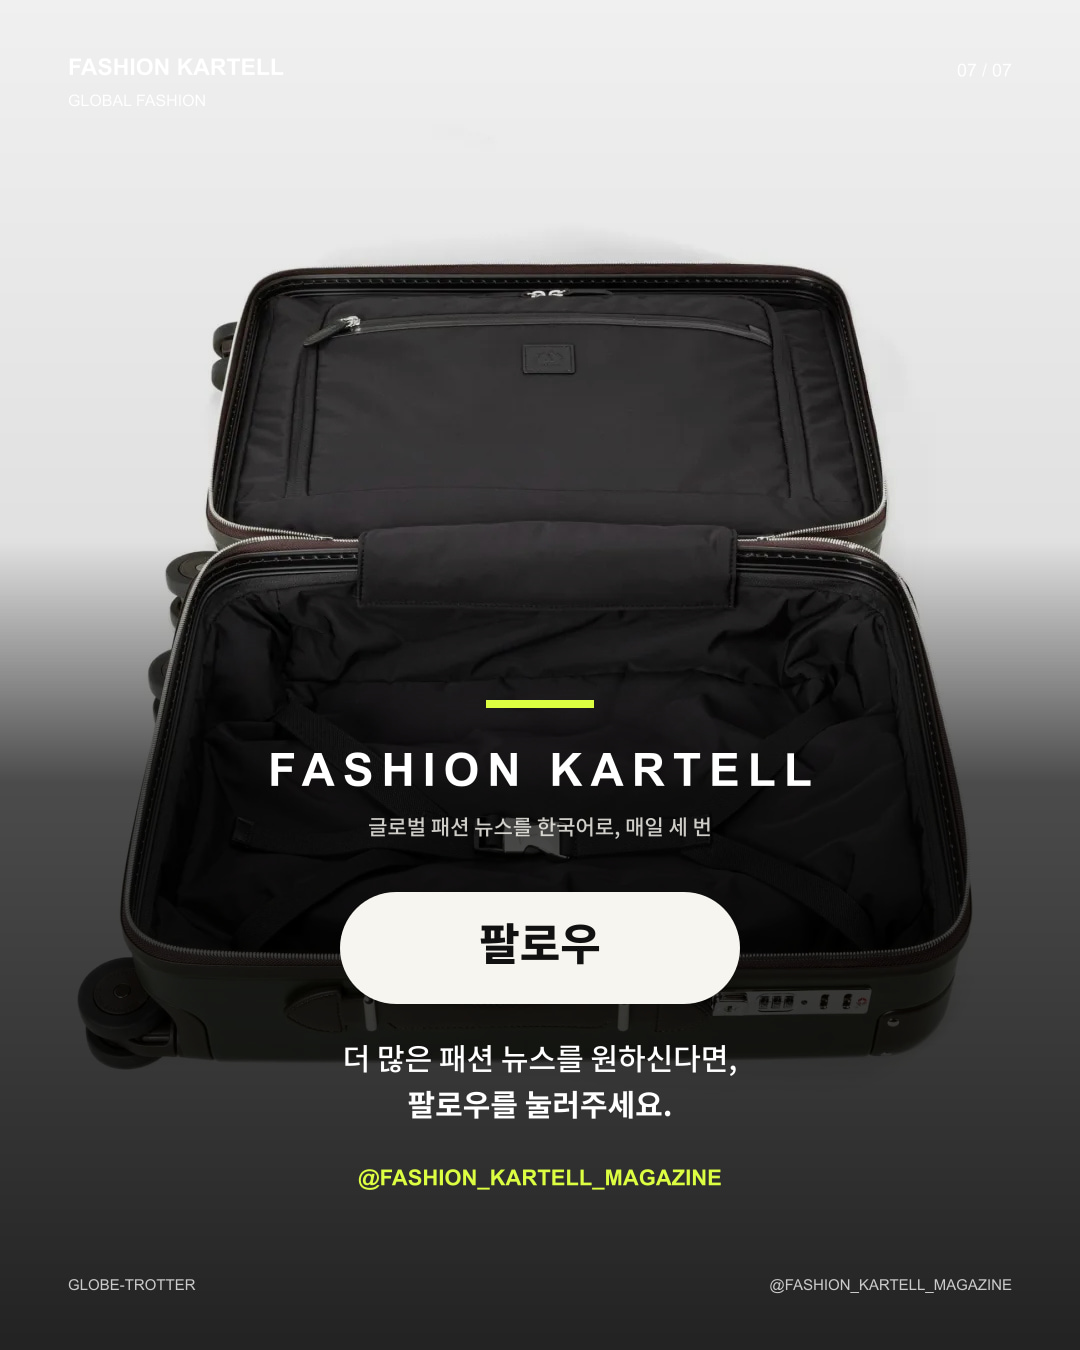 FASHION KARTELL
07 / 07
GLOBAL FASHION
FASHION KARTELL
글로벌 패션 뉴스를 한국어로, 매일 세 번
팔로우
더 많은 패션 뉴스를 원하신다면,
팔로우를 눌러주세요.
@FASHION_KARTELL_MAGAZINE
GLOBE-TROTTER
@FASHION_KARTELL_MAGAZINE